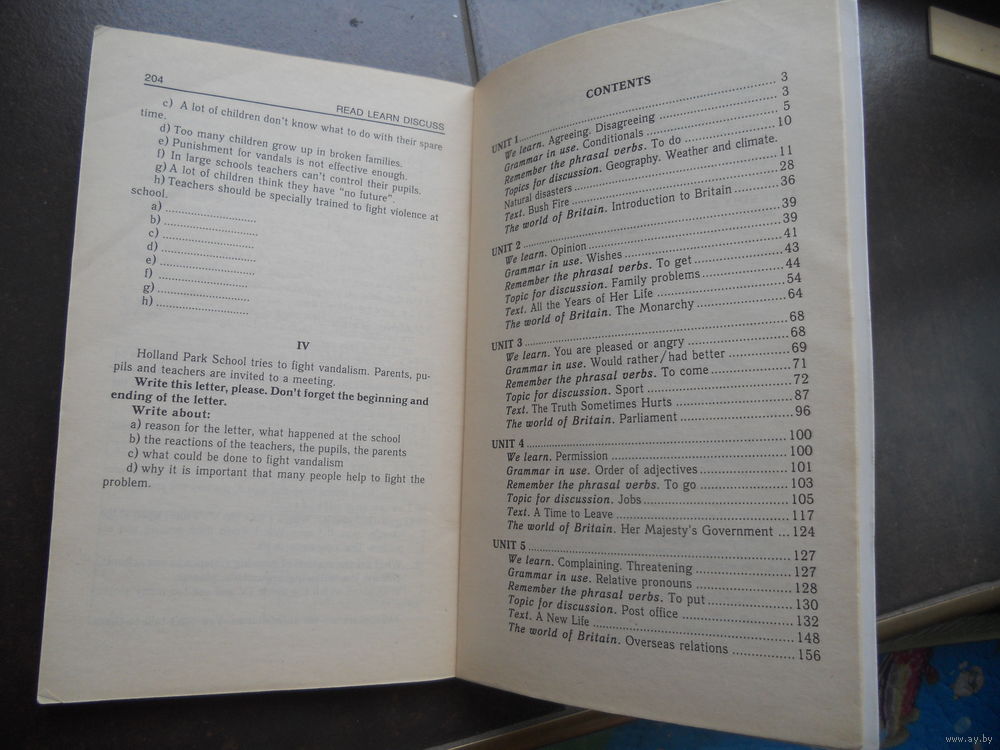 204
READ LEARN DISCUSS
c) A lot of children don't know what to do with their spare
time.
d) Too many children grow up in broken families.
e) Punishment for vandals is not effective enough.
f) In large schools teachers can't control their pupils.
g) A lot of children think they have "no future".
h) Teachers should be specially trained to fight violence at
school.
a) ..............................
b) ..............................
c) ..............................
d) ..............................
e) ..............................
f) ..............................
g) ..............................
h) ..............................
IV
Holland Park School tries to fight vandalism. Parents, pu-
pils and teachers are invited to a meeting.
Write this letter, please. Don't forget the beginning and
ending of the letter.
Write about:
a) reason for the letter, what happened at the school
b) the reactions of the teachers, the pupils, the parents
c) what could be done to fight vandalism
d) why it is important that many people help to fight the
problem.
CONTENTS
UNIT 1 .............................. 3
We learn. Agreeing. Disagreeing .............................. 3
Grammar in use. Conditionals .............................. 5
Remember the phrasal verbs. To do .............................. 10
Topics for discussion. Geography. Weather and climate.
Natural disasters .............................. 11
Text. Bush Fire .............................. 28
The world of Britain. Introduction to Britain .............................. 36
UNIT 2 .............................. 39
We learn. Opinion .............................. 39
Grammar in use. Wishes .............................. 41
Remember the phrasal verbs. To get .............................. 43
Topic for discussion. Family problems .............................. 44
Text. All the Years of Her Life .............................. 54
The world of Britain. The Monarchy .............................. 64
UNIT 3 .............................. 68
We learn. You are pleased or angry .............................. 68
Grammar in use. Would rather/had better .............................. 69
Remember the phrasal verbs. To come .............................. 71
Topic for discussion. Sport .............................. 72
Text. The Truth Sometimes Hurts .............................. 87
The world of Britain. Parliament .............................. 96
UNIT 4 .............................. 100
We learn. Permission .............................. 100
Grammar in use. Order of adjectives .............................. 101
Remember the phrasal verbs. To go .............................. 103
Topic for discussion. Jobs .............................. 105
Text. A Time to Leave .............................. 117
The world of Britain. Her Majesty's Government ... 124
UNIT 5 .............................. 127
We learn. Complaining. Threatening .............................. 127
Grammar in use. Relative pronouns .............................. 128
Remember the phrasal verbs. To put .............................. 130
Topic for discussion. Post office .............................. 132
Text. A New Life .............................. 148
The world of Britain. Overseas relations .............................. 156
www.ay.by